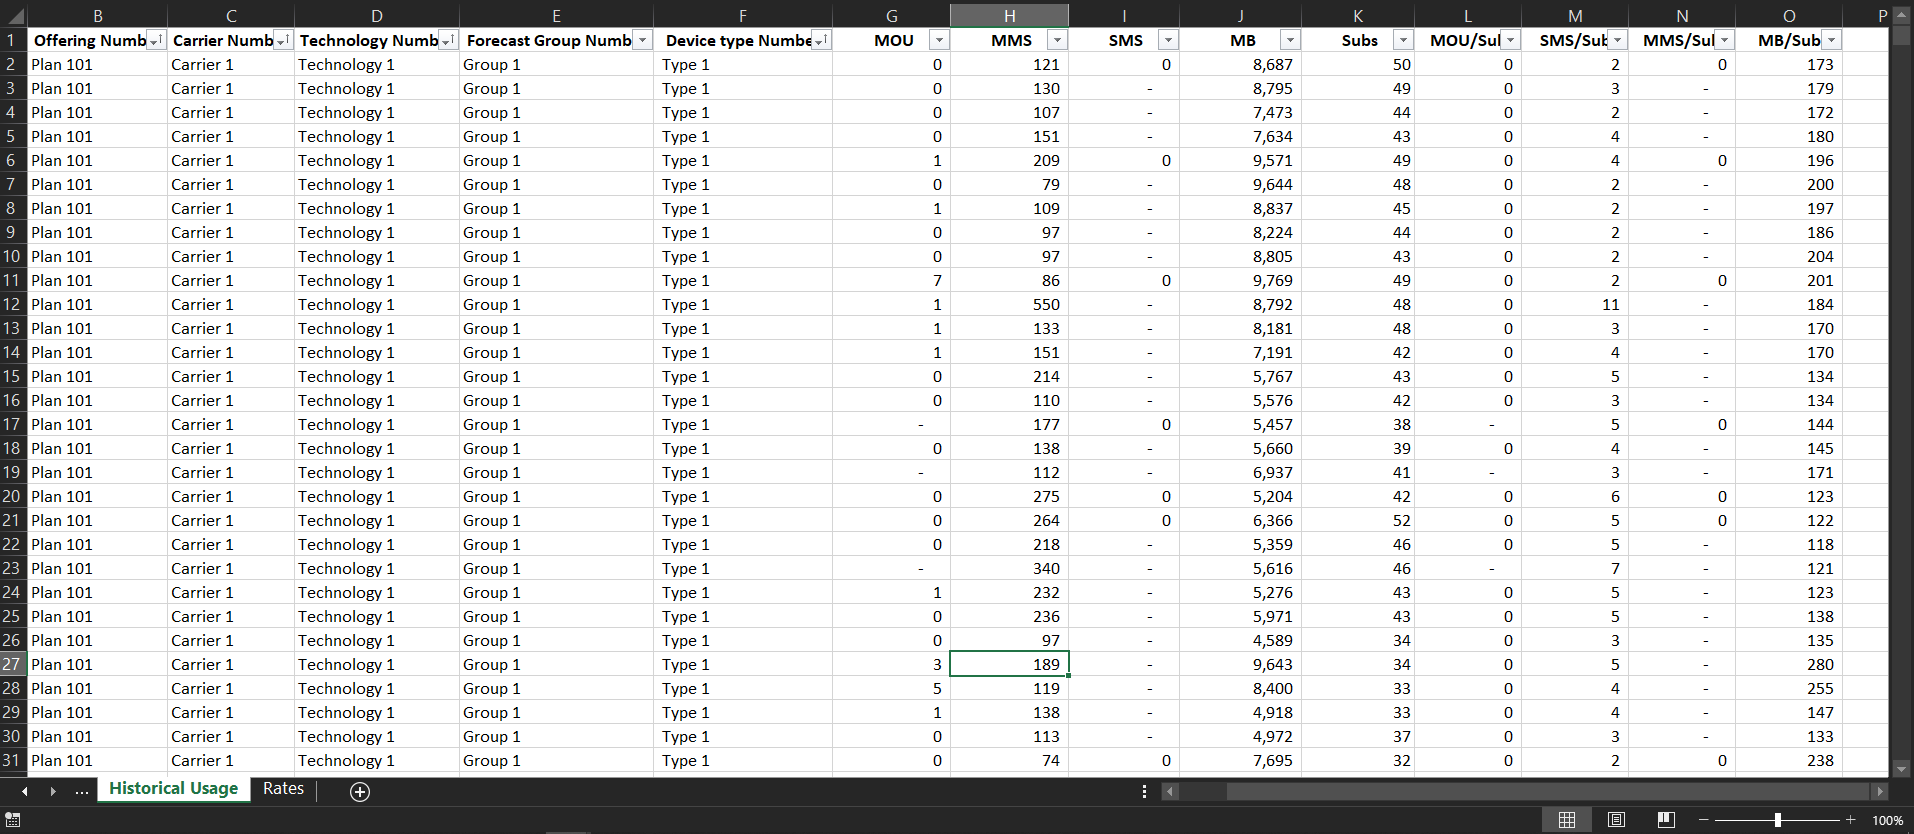 B C D E F G H I J K L M N O P
1 Offering Numb Carrier Numb Technology Numb Forecast Group Numb Device type Numbe MOU MMS SMS MB Subs MOU/Sul SMS/Sub MMS/Sul MB/Sub
2 Plan 101 Carrier 1 Technology 1 Group 1 Type 1 0 121 0 8,687 50 0 2 0 173
3 Plan 101 Carrier 1 Technology 1 Group 1 Type 1 0 130 - 8,795 49 0 3 - 179
4 Plan 101 Carrier 1 Technology 1 Group 1 Type 1 0 107 - 7,473 44 0 2 - 172
5 Plan 101 Carrier 1 Technology 1 Group 1 Type 1 0 151 - 7,634 43 0 4 - 180
6 Plan 101 Carrier 1 Technology 1 Group 1 Type 1 1 209 0 9,571 49 0 4 0 196
7 Plan 101 Carrier 1 Technology 1 Group 1 Type 1 0 79 - 9,644 48 0 2 - 200
8 Plan 101 Carrier 1 Technology 1 Group 1 Type 1 1 109 - 8,837 45 0 2 - 197
9 Plan 101 Carrier 1 Technology 1 Group 1 Type 1 0 97 - 8,224 44 0 2 - 186
10 Plan 101 Carrier 1 Technology 1 Group 1 Type 1 0 97 - 8,805 43 0 2 - 204
11 Plan 101 Carrier 1 Technology 1 Group 1 Type 1 7 86 0 9,769 49 0 2 0 201
12 Plan 101 Carrier 1 Technology 1 Group 1 Type 1 1 550 - 8,792 48 0 11 - 184
13 Plan 101 Carrier 1 Technology 1 Group 1 Type 1 1 133 - 8,181 48 0 3 - 170
14 Plan 101 Carrier 1 Technology 1 Group 1 Type 1 1 151 - 7,191 42 0 4 - 170
15 Plan 101 Carrier 1 Technology 1 Group 1 Type 1 0 214 - 5,767 43 0 5 - 134
16 Plan 101 Carrier 1 Technology 1 Group 1 Type 1 0 110 - 5,576 42 0 3 - 134
17 Plan 101 Carrier 1 Technology 1 Group 1 Type 1 - 177 0 5,457 38 - 5 0 144
18 Plan 101 Carrier 1 Technology 1 Group 1 Type 1 0 138 - 5,660 39 0 4 - 145
19 Plan 101 Carrier 1 Technology 1 Group 1 Type 1 - 112 - 6,937 41 - 3 - 171
20 Plan 101 Carrier 1 Technology 1 Group 1 Type 1 0 275 0 5,204 42 0 6 0 123
21 Plan 101 Carrier 1 Technology 1 Group 1 Type 1 0 264 0 6,366 52 0 5 0 122
22 Plan 101 Carrier 1 Technology 1 Group 1 Type 1 0 218 - 5,359 46 0 5 - 118
23 Plan 101 Carrier 1 Technology 1 Group 1 Type 1 - 340 - 5,616 46 - 7 - 121
24 Plan 101 Carrier 1 Technology 1 Group 1 Type 1 1 232 - 5,276 43 0 5 - 123
25 Plan 101 Carrier 1 Technology 1 Group 1 Type 1 0 236 - 5,971 43 0 5 - 138
26 Plan 101 Carrier 1 Technology 1 Group 1 Type 1 0 97 - 4,589 34 0 3 - 135
27 Plan 101 Carrier 1 Technology 1 Group 1 Type 1 3 189 - 9,643 34 0 5 - 280
28 Plan 101 Carrier 1 Technology 1 Group 1 Type 1 5 119 - 8,400 33 0 4 - 255
29 Plan 101 Carrier 1 Technology 1 Group 1 Type 1 1 138 - 4,918 33 0 4 - 147
30 Plan 101 Carrier 1 Technology 1 Group 1 Type 1 0 113 - 4,972 37 0 3 - 133
31 Plan 101 Carrier 1 Technology 1 Group 1 Type 1 0 74 0 7,695 32 0 2 0 238
... Historical Usage Rates
100%